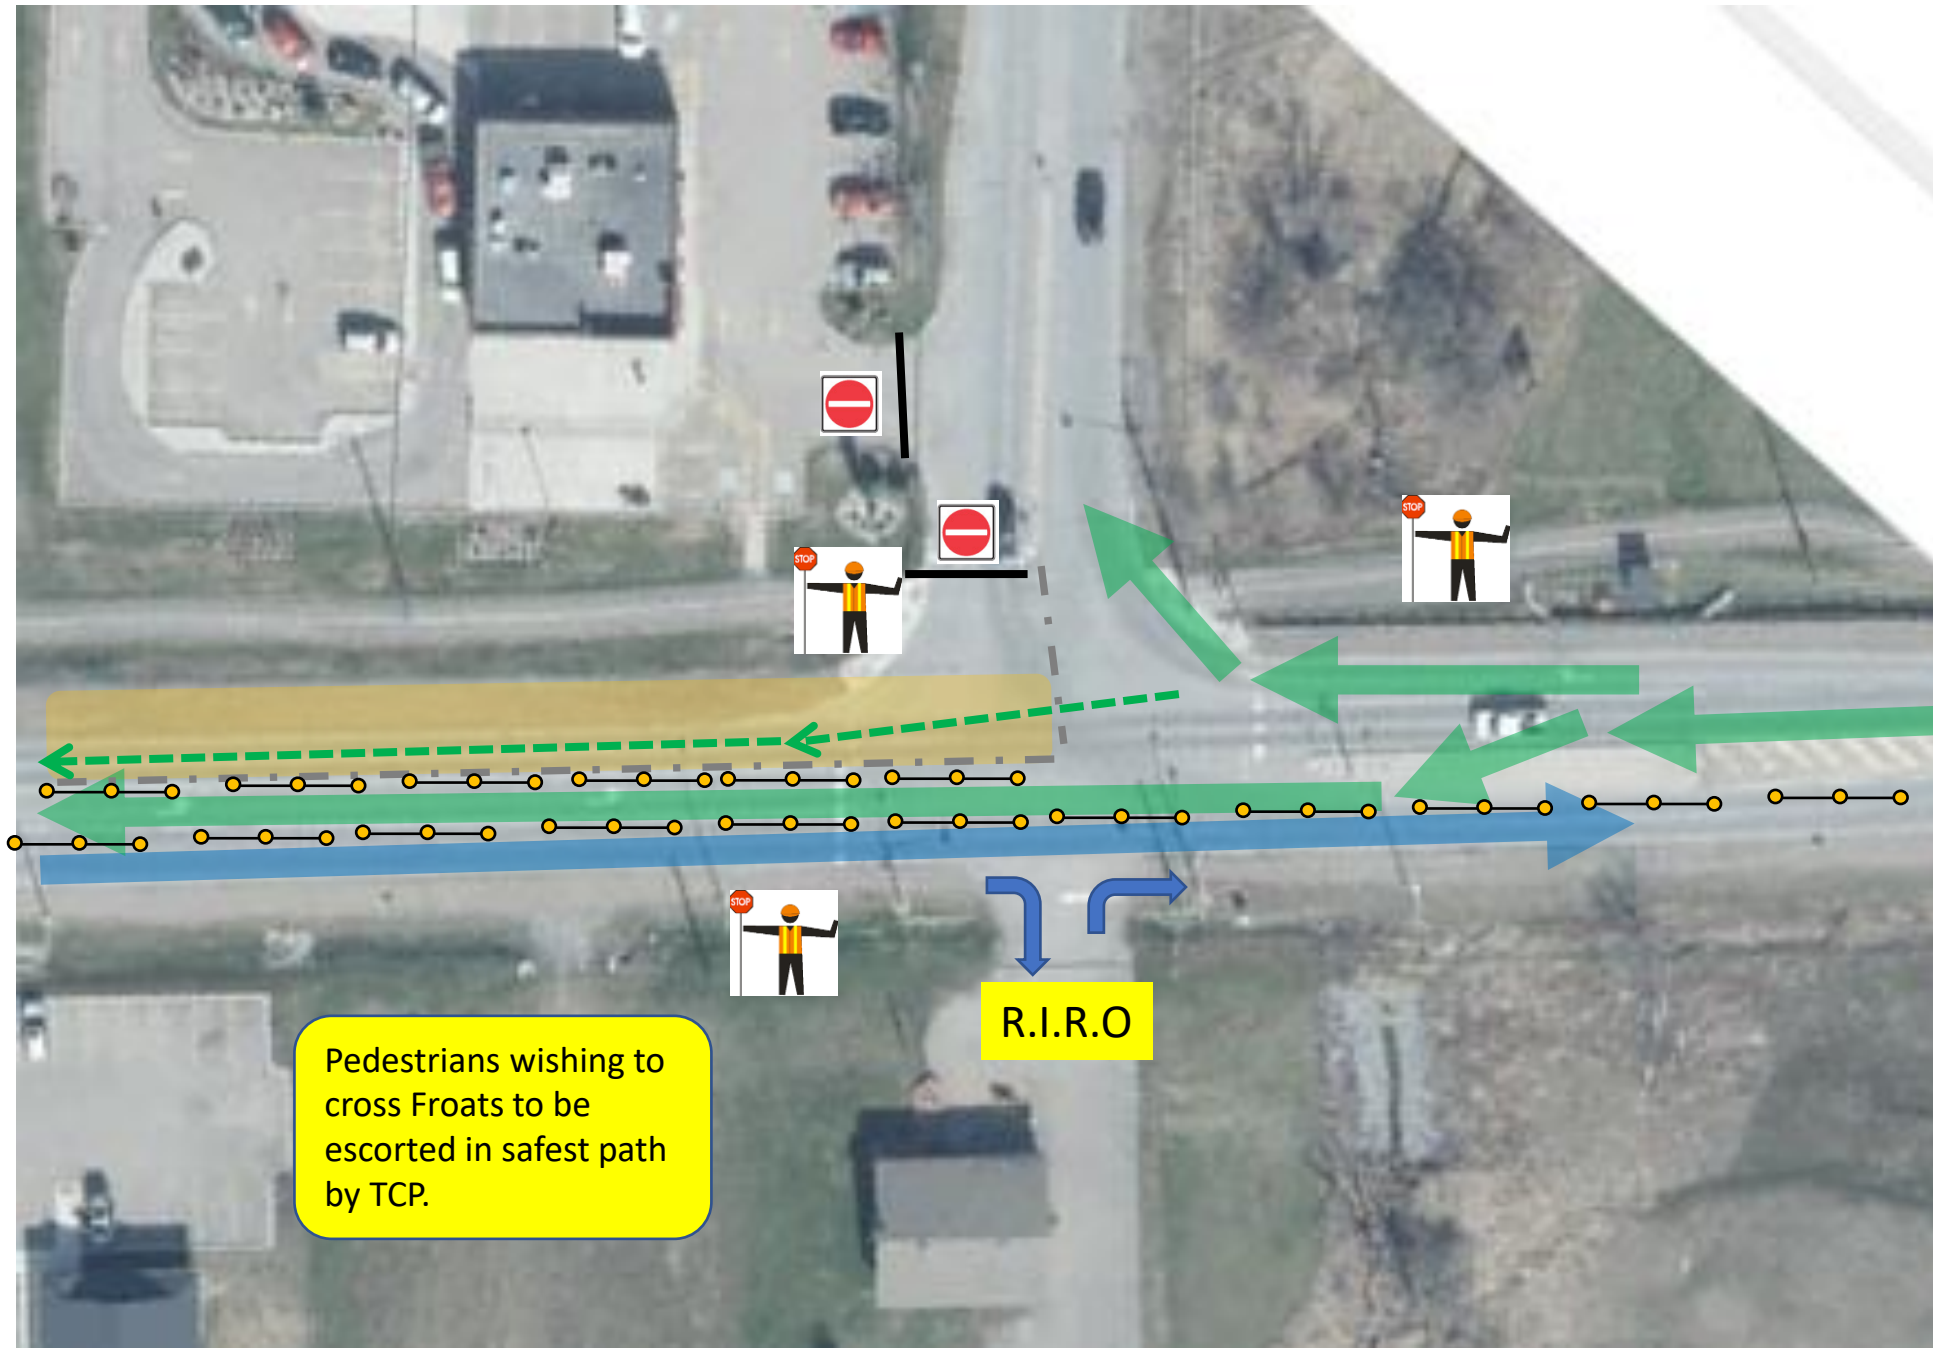 STOP
STOP
STOP
R.I.R.O
Pedestrians wishing to
cross Froats to be
escorted in safest path
by TCP.